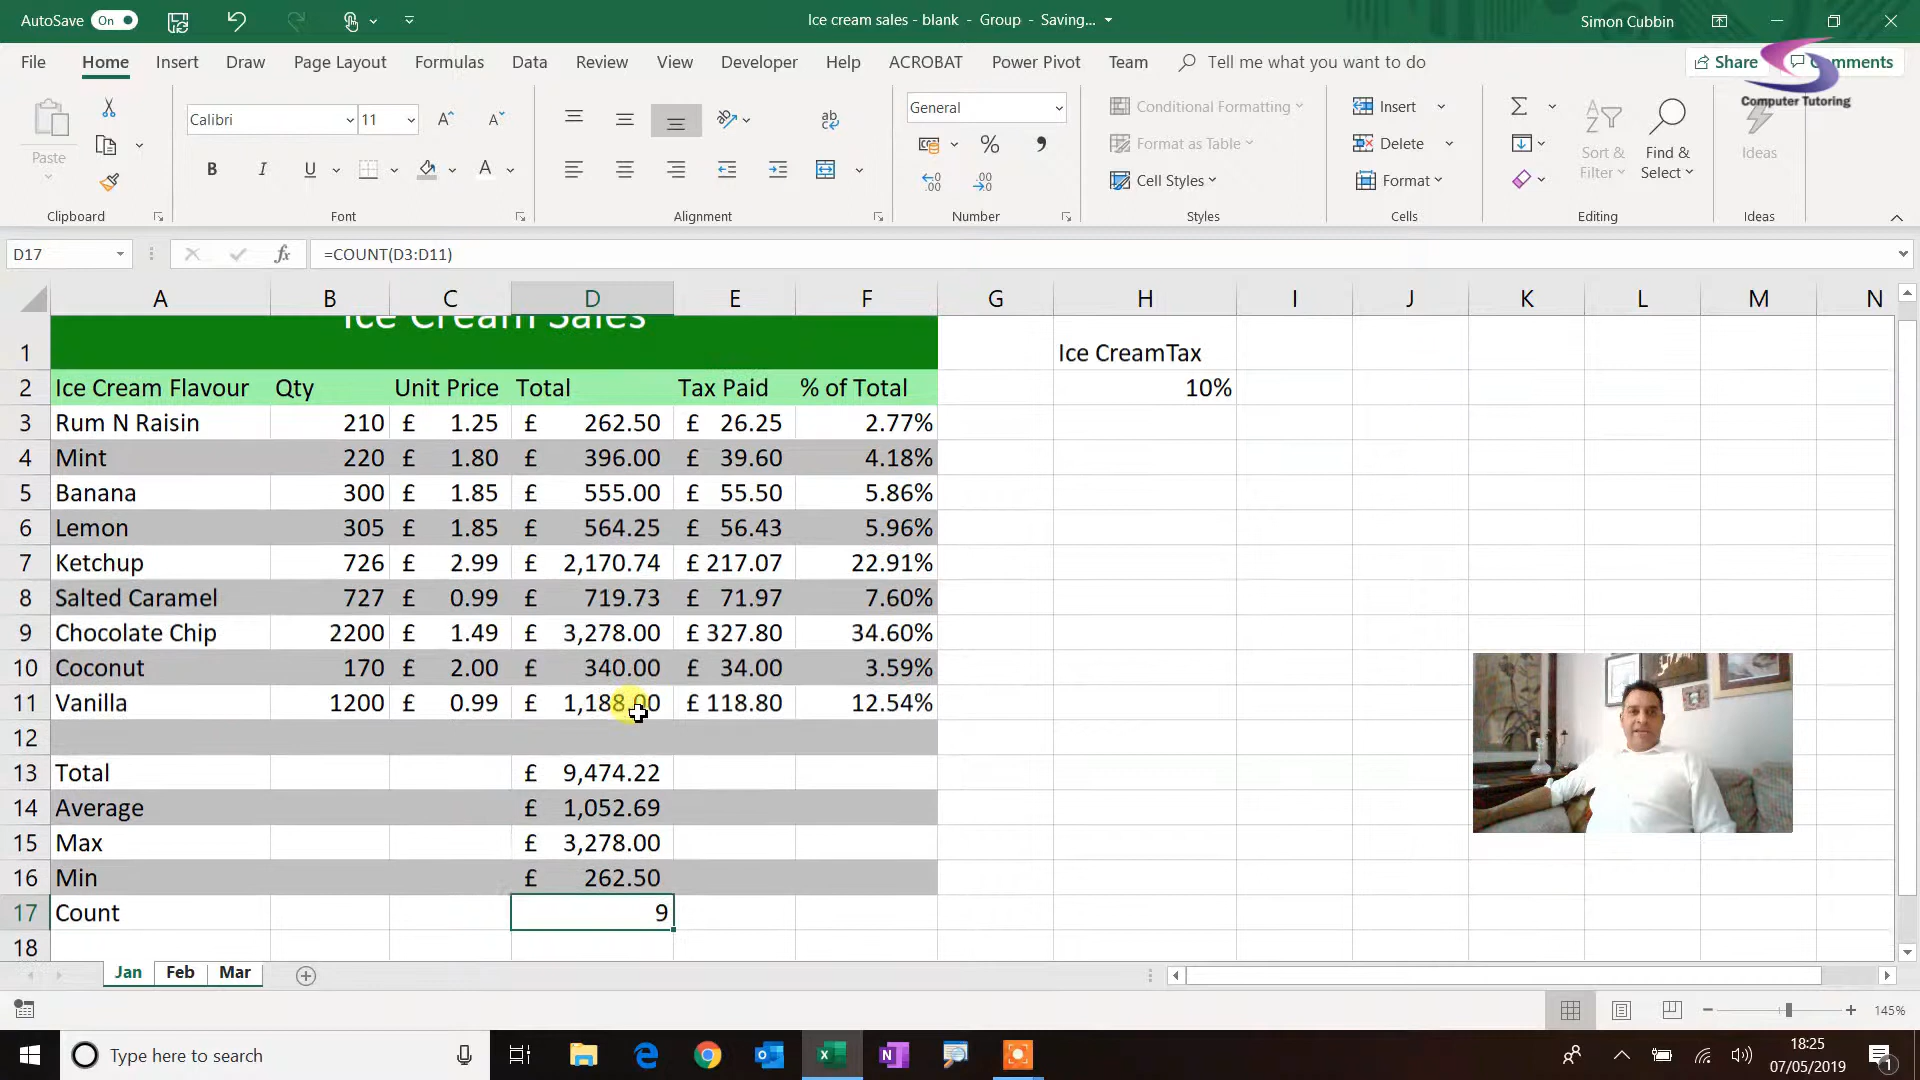 AutoSave On Ice cream sales - blank - Group - Saving... Simon Cubbin
File Home Insert Draw Page Layout Formulas Data Review View Developer Help ACROBAT Power Pivot Team Tell me what you want to do Share Comments
Computer Tutoring
Paste Calibri 11 General Conditional Formatting Insert
Format as Table Delete Sort & Filter Find & Select Ideas
B I U A % , Cell Styles Format
Clipboard Font Alignment Number Styles Cells Editing Ideas
D17 fx =COUNT(D3:D11)
A B C D E F G H I J K L M N
Ice Cream Sales
1 Ice CreamTax
2 Ice Cream Flavour Qty Unit Price Total Tax Paid % of Total 10%
3 Rum N Raisin 210 £ 1.25 £ 262.50 £ 26.25 2.77%
4 Mint 220 £ 1.80 £ 396.00 £ 39.60 4.18%
5 Banana 300 £ 1.85 £ 555.00 £ 55.50 5.86%
6 Lemon 305 £ 1.85 £ 564.25 £ 56.43 5.96%
7 Ketchup 726 £ 2.99 £ 2,170.74 £ 217.07 22.91%
8 Salted Caramel 727 £ 0.99 £ 719.73 £ 71.97 7.60%
9 Chocolate Chip 2200 £ 1.49 £ 3,278.00 £ 327.80 34.60%
10 Coconut 170 £ 2.00 £ 340.00 £ 34.00 3.59%
11 Vanilla 1200 £ 0.99 £ 1,188.00 £ 118.80 12.54%
12
13 Total £ 9,474.22
14 Average £ 1,052.69
15 Max £ 3,278.00
16 Min £ 262.50
17 Count 9
18
Jan Feb Mar
145%
Type here to search
18:25
07/05/2019
1